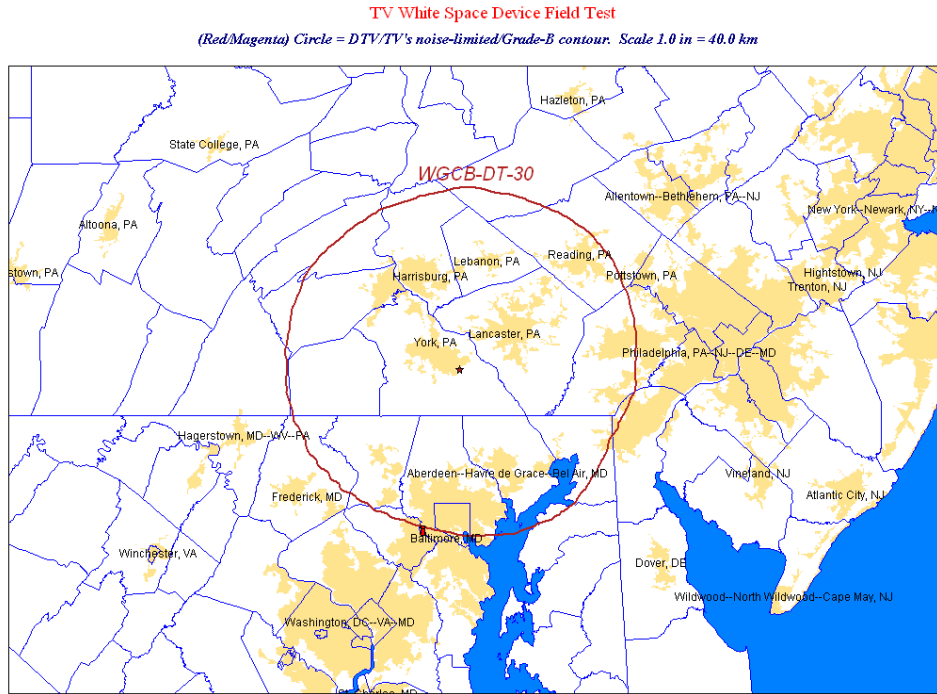 TV White Space Device Field Test
(Red/Magenta) Circle = DTV/TV's noise-limited/Grade-B contour. Scale 1.0 in = 40.0 km
Hazleton, PA
State College, PA
WGCB-DT-30
Allentown--Bethlehem, PA--NJ
New York--Newark, NY--
Altoona, PA
stown, PA
Lebanon, PA
Reading, PA
Harrisburg, PA
Pottstown, PA
Hightstown, NJ
Trenton, NJ
Lancaster, PA
York, PA
Philadelphia, PA--NJ--DE--MD
Hagerstown, MD--WV--PA
Aberdeen--Havre de Grace--Bel Air, MD
Vineland, NJ
Frederick, MD
Atlantic City, NJ
Baltimore, MD
Winchester, VA
Dover, DE
Wildwood--North Wildwood--Cape May, NJ
Washington, DC--VA--MD
St. Charles, MD